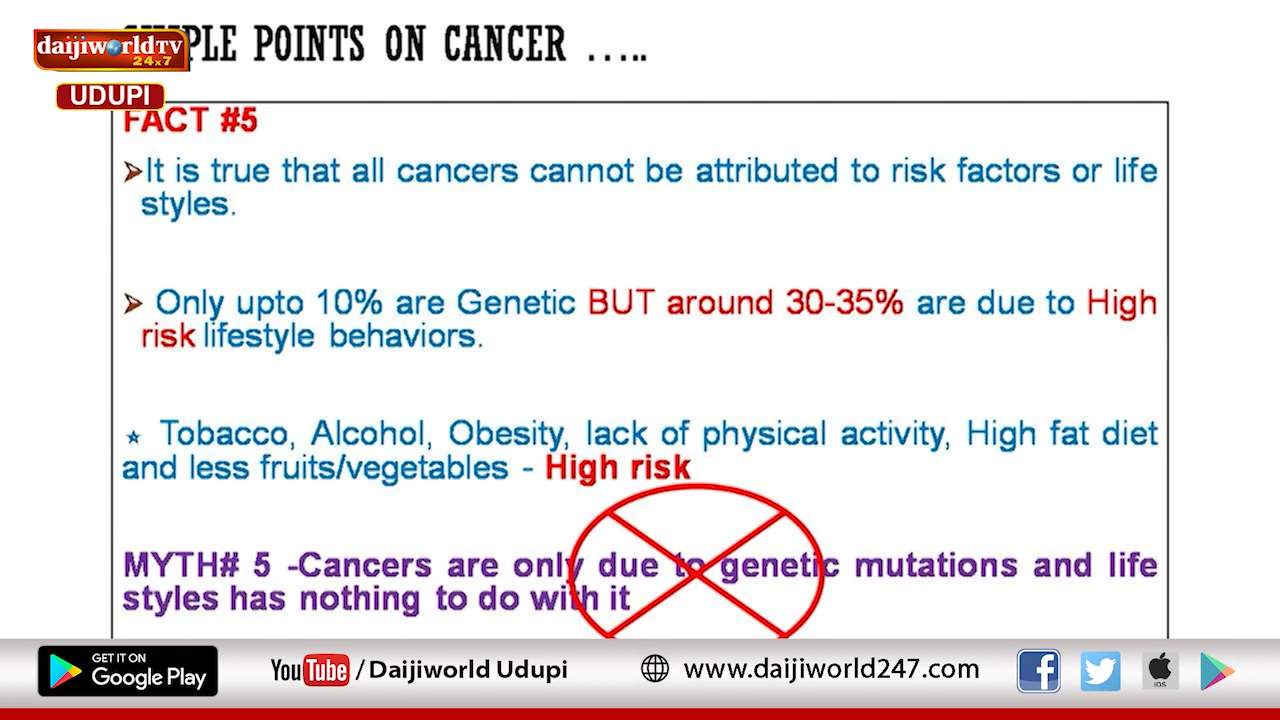 daijiworldTV
24x7
UDUPI
POINTS ON CANCER .....
FACT #5
It is true that all cancers cannot be attributed to risk factors or life
styles.
Only upto 10% are Genetic BUT around 30-35% are due to High
risk lifestyle behaviors.
Tobacco, Alcohol, Obesity, lack of physical activity, High fat diet
and less fruits/vegetables - High risk
MYTH# 5 -Cancers are only due to genetic mutations and life
styles has nothing to do with it
GET IT ON
Google Play
YouTube / Daijiworld Udupi
www.daijiworld247.com
iOS